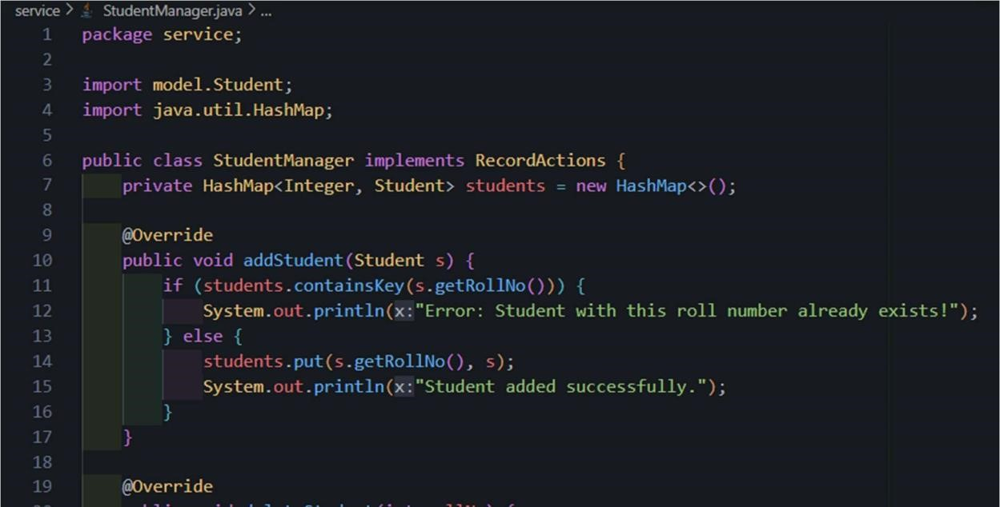 service > StudentManager.java > ...
1 package service;
2
3 import model.Student;
4 import java.util.HashMap;
5
6 public class StudentManager implements RecordActions {
7 private HashMap<Integer, Student> students = new HashMap<>();
8
9 @Override
10 public void addStudent(Student s) {
11 if (students.containsKey(s.getRollNo())) {
12 System.out.println(x:"Error: Student with this roll number already exists!");
13 } else {
14 students.put(s.getRollNo(), s);
15 System.out.println(x:"Student added successfully.");
16 }
17 }
18
19 @Override